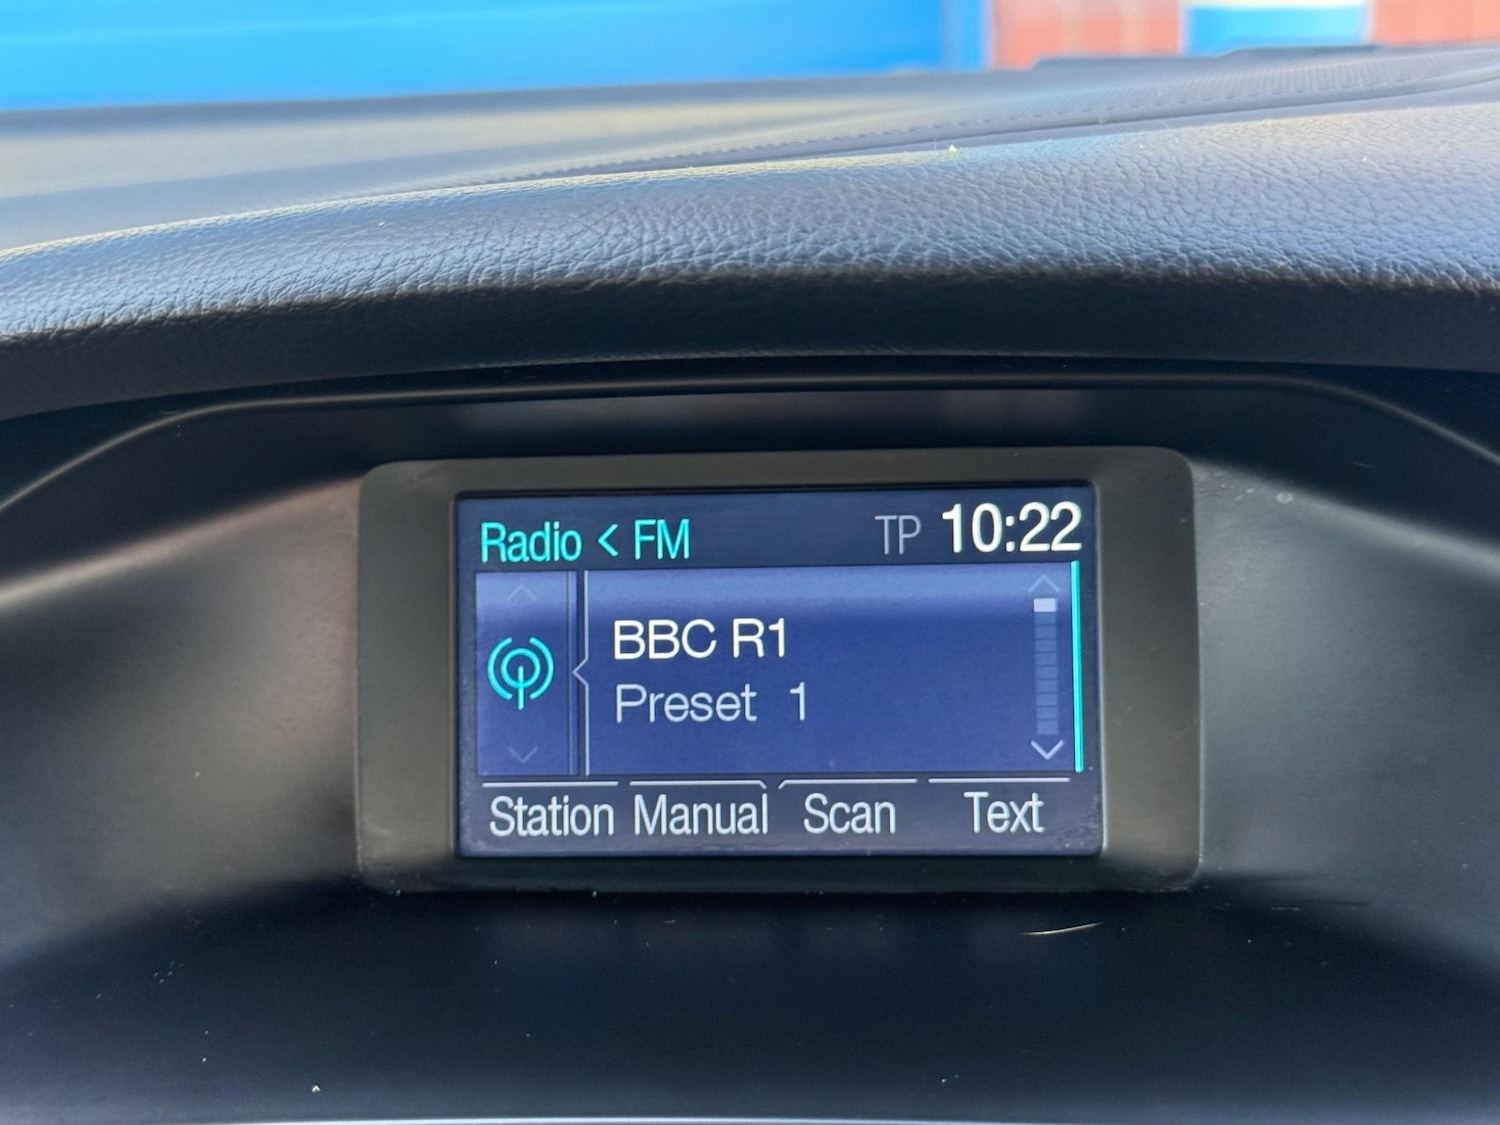 Radio < FM TP 10:22
BBC R1
Preset 1
Station Manual Scan Text